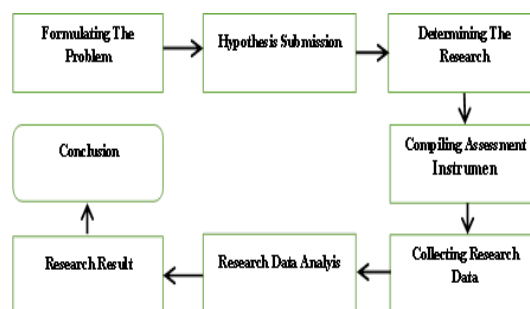 Formulating The
Problem
Hypothesis Submission
Determining The
Research
Compiling Assessment
Instrumen
Collecting Research
Data
Research Data Analyis
Research Result
Conclusion